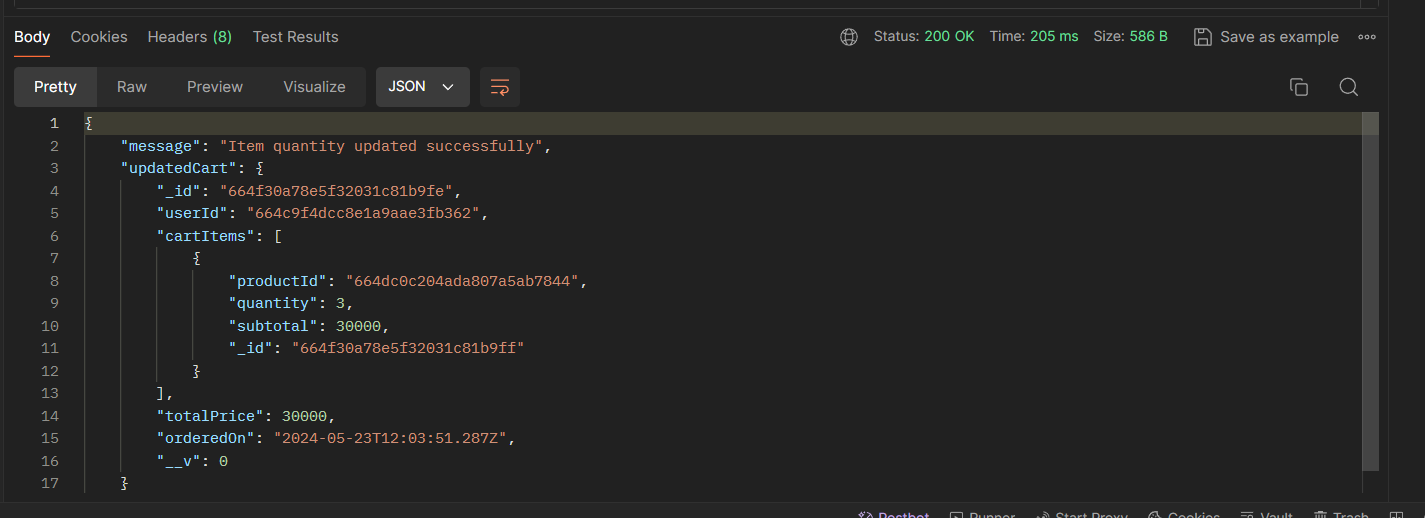 Body Cookies Headers (8) Test Results Status: 200 OK Time: 205 ms Size: 586 B Save as example
Pretty Raw Preview Visualize JSON
1 {
2 "message": "Item quantity updated successfully",
3 "updatedCart": {
4 "_id": "664f30a78e5f32031c81b9fe",
5 "userId": "664c9f4dcc8e1a9aae3fb362",
6 "cartItems": [
7 {
8 "productId": "664dc0c204ada807a5ab7844",
9 "quantity": 3,
10 "subtotal": 30000,
11 "_id": "664f30a78e5f32031c81b9ff"
12 }
13 ],
14 "totalPrice": 30000,
15 "orderedOn": "2024-05-23T12:03:51.287Z",
16 "__v": 0
17 }
Postbot Runner Start Proxy Cookies Vault Trash